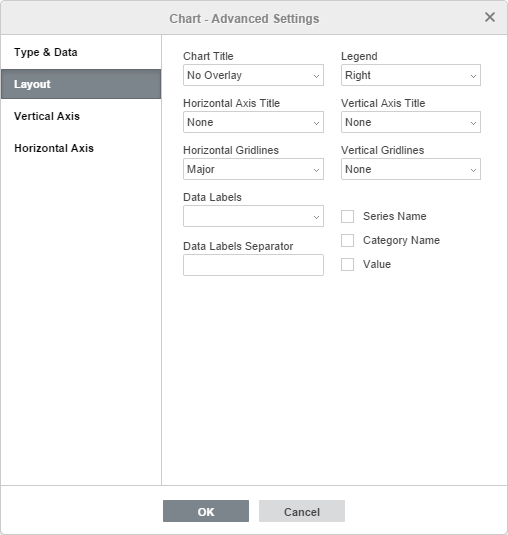 Chart - Advanced Settings
Type & Data
Layout
Vertical Axis
Horizontal Axis
Chart Title
No Overlay
Legend
Right
Horizontal Axis Title
None
Vertical Axis Title
None
Horizontal Gridlines
Major
Vertical Gridlines
None
Data Labels
Series Name
Category Name
Value
Data Labels Separator
OK
Cancel